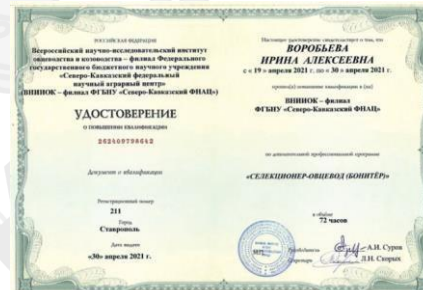 РОССИЙСКАЯ ФЕДЕРАЦИЯ
Всероссийский научно-исследовательский институт
овцеводства и козоводства – филиал Федерального
государственного бюджетного научного учреждения
«Северо-Кавказский федеральный
научный аграрный центр»
(ВНИИОК – филиал ФГБНУ «Северо-Кавказский ФНАЦ»)
УДОСТОВЕРЕНИЕ
О ПОВЫШЕНИИ КВАЛИФИКАЦИИ
262409798642
Документ о квалификации
Регистрационный номер
211
Город
Ставрополь
Дата выдачи
«30» апреля 2021 г.
Настоящее удостоверение свидетельствует о том, что
ВОРОБЬЕВА
ИРИНА АЛЕКСЕЕВНА
с « 19 » апреля 2021 г. по « 30 » апреля 2021 г.
прошёл(а) повышение квалификации в (на)
ВНИИОК – филиал
ФГБНУ «Северо-Кавказский ФНАЦ»
по дополнительной профессиональной программе
«СЕЛЕКЦИОНЕР-ОВЦЕВОД (БОНИТЁР)»
в объёме
72 часов
Руководитель А.И. Суров
Секретарь Л.Н. Скорых